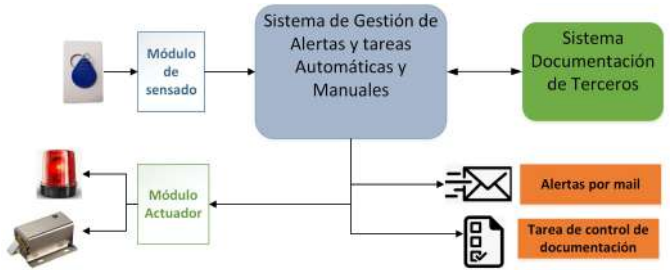 Sistema de Gestión de
Alertas y tareas
Automáticas y
Manuales
Módulo
de
sensado
Sistema
Documentación
de Terceros
Módulo
Actuador
Alertas por mail
Tarea de control de
documentación